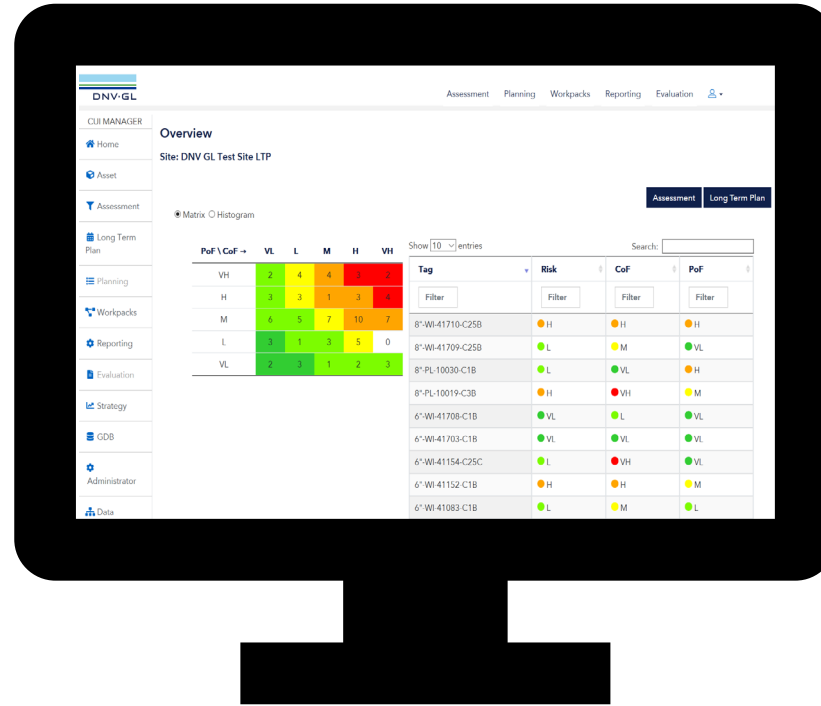 DNV·GL
Assessment Planning Workpacks Reporting Evaluation
CUI MANAGER
Home
Asset
Assessment
Long Term
Plan
Planning
Workpacks
Reporting
Evaluation
Strategy
GDB
Administrator
Data
Overview
Site: DNV GL Test Site LTP
Assessment Long Term Plan
Matrix Histogram
PoF \ CoF → VL L M H VH
VH 2 4 4 2 2
H 3 3 1 3 4
M 6 5 7 10 7
L 3 1 3 5 0
VL 2 3 1 2 3
Show 10 entries Search:
Tag Risk CoF PoF
Filter Filter Filter Filter
8"-WI-41710-C25B H H H
8"-WI-41709-C25B L M VL
8"-PL-10030-C1B L VL H
8"-PL-10019-C3B H VH M
6"-WI-41708-C1B VL L VL
6"-WI-41703-C1B VL VL VL
6"-WI-41154-C25C L VH VL
6"-WI-41152-C1B H H M
6"-WI-41083-C1B L M L